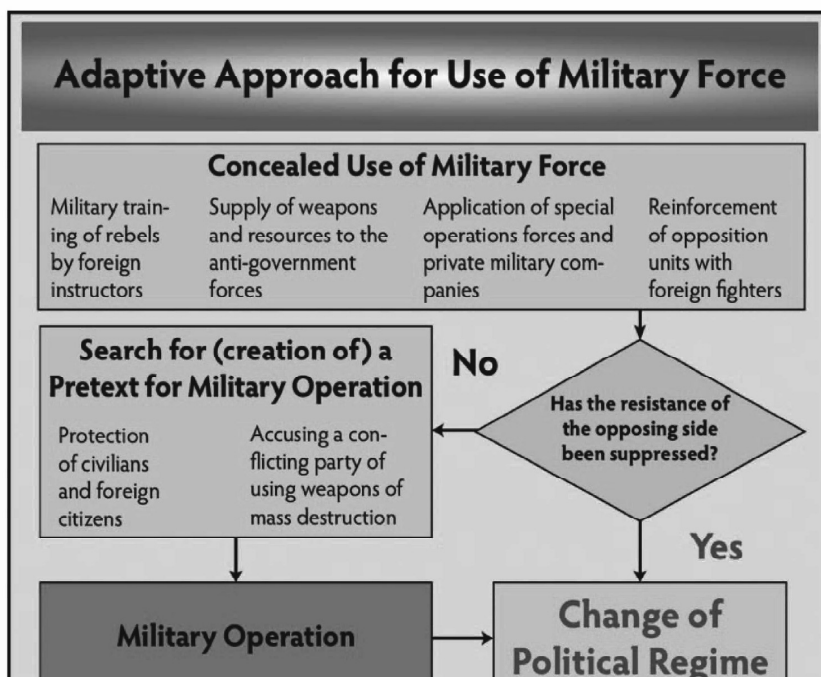 Adaptive Approach for Use of Military Force
Concealed Use of Military Force
Military train-
ing of rebels
by foreign
instructors
Supply of weapons
and resources to the
anti-government
forces
Application of special
operations forces and
private military com-
panies
Reinforcement
of opposition
units with
foreign fighters
Search for (creation of) a
Pretext for Military Operation
Protection
of civilians
and foreign
citizens
Accusing a con-
flicting party of
using weapons of
mass destruction
No
Has the resistance of
the opposing side
been suppressed?
Yes
Military Operation
Change of
Political Regime